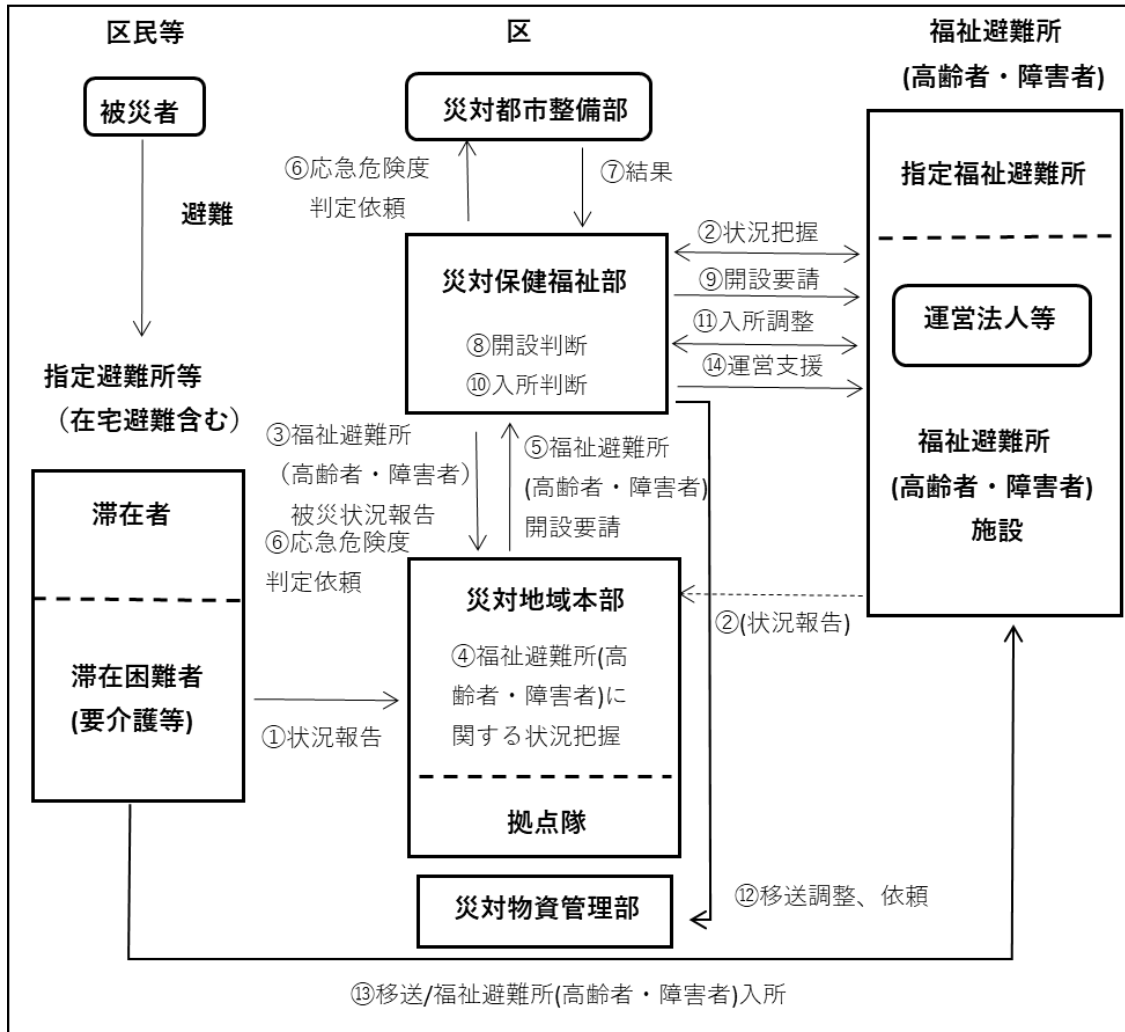 区民等
区
福祉避難所
(高齢者・障害者)
被災者
災対都市整備部
⑥応急危険度
判定依頼
⑦結果
指定福祉避難所
避難
②状況把握
災対保健福祉部
⑨開設要請
運営法人等
⑪入所調整
⑧開設判断
⑩入所判断
⑭運営支援
指定避難所等
（在宅避難含む）
③福祉避難所
（高齢者・障害者）
被災状況報告
⑥応急危険度
判定依頼
⑤福祉避難所
(高齢者・障害者)
開設要請
福祉避難所
(高齢者・障害者)
施設
滞在者
災対地域本部
②(状況報告)
④福祉避難所(高
齢者・障害者)に
関する状況把握
滞在困難者
(要介護等)
①状況報告
拠点隊
災対物資管理部
⑫移送調整、依頼
⑬移送/福祉避難所(高齢者・障害者)入所